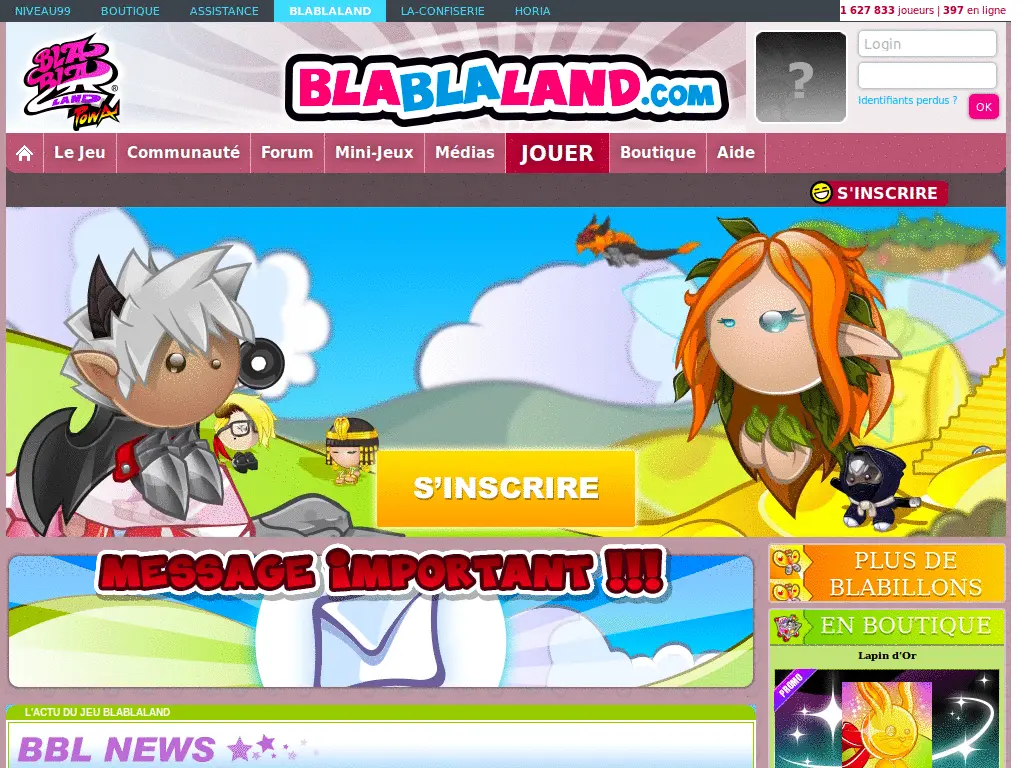 NIVEAU99 BOUTIQUE ASSISTANCE BLABLALAND LA-CONFISERIE HORIA
1 627 833 joueurs | 397 en ligne
BLA
BLA
LAND
POWA
®
BLABLALAND.COM
?
Login
Identifiants perdus ?
OK
Le Jeu Communauté Forum Mini-Jeux Médias JOUER Boutique Aide
S'INSCRIRE
S'INSCRIRE
MESSAGE IMPORTANT !!!
PLUS DE
BLABILLONS
EN BOUTIQUE
Lapin d'Or
PROMO
L'ACTU DU JEU BLABLALAND
BBL NEWS